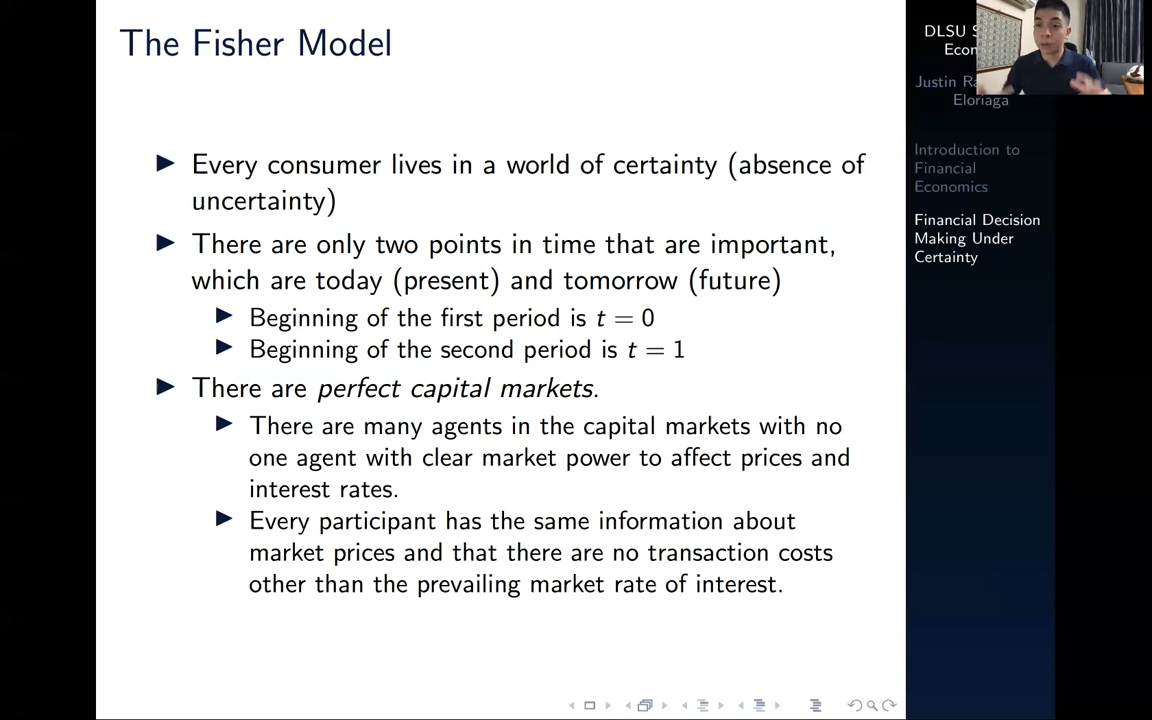 The Fisher Model
▶ Every consumer lives in a world of certainty (absence of
uncertainty)
▶ There are only two points in time that are important,
which are today (present) and tomorrow (future)
▶ Beginning of the first period is t = 0
▶ Beginning of the second period is t = 1
▶ There are perfect capital markets.
▶ There are many agents in the capital markets with no
one agent with clear market power to affect prices and
interest rates.
▶ Every participant has the same information about
market prices and that there are no transaction costs
other than the prevailing market rate of interest.
DLSU
Justin
Eloriaga
Introduction to
Financial
Economics
Financial Decision
Making Under
Certainty